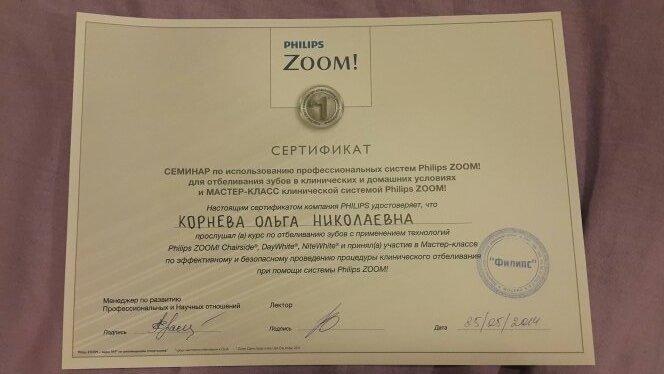 PHILIPS
ZOOM!
1
СЕРТИФИКАТ
СЕМИНАР по использованию профессиональных систем Philips ZOOM!
для отбеливания зубов в клинических и домашних условиях
и МАСТЕР-КЛАСС клинической системой Philips ZOOM!
Настоящим сертификатом компания PHILIPS удостоверяет, что
КОРНЕВА ОЛЬГА НИКОЛАЕВНА
прослушал (а) курс по отбеливанию зубов с применением технологий
Philips ZOOM! Chairside®, DayWhite®, NiteWhite® и принял(а) участие в Мастер-классе
по эффективному и безопасному проведению процедуры клинического отбеливания
при помощи системы Philips ZOOM!
"Филипс"
Менеджер по развитию
Профессиональных и Научных отношений
Лектор
Подпись
Подпись
Дата /05/2014